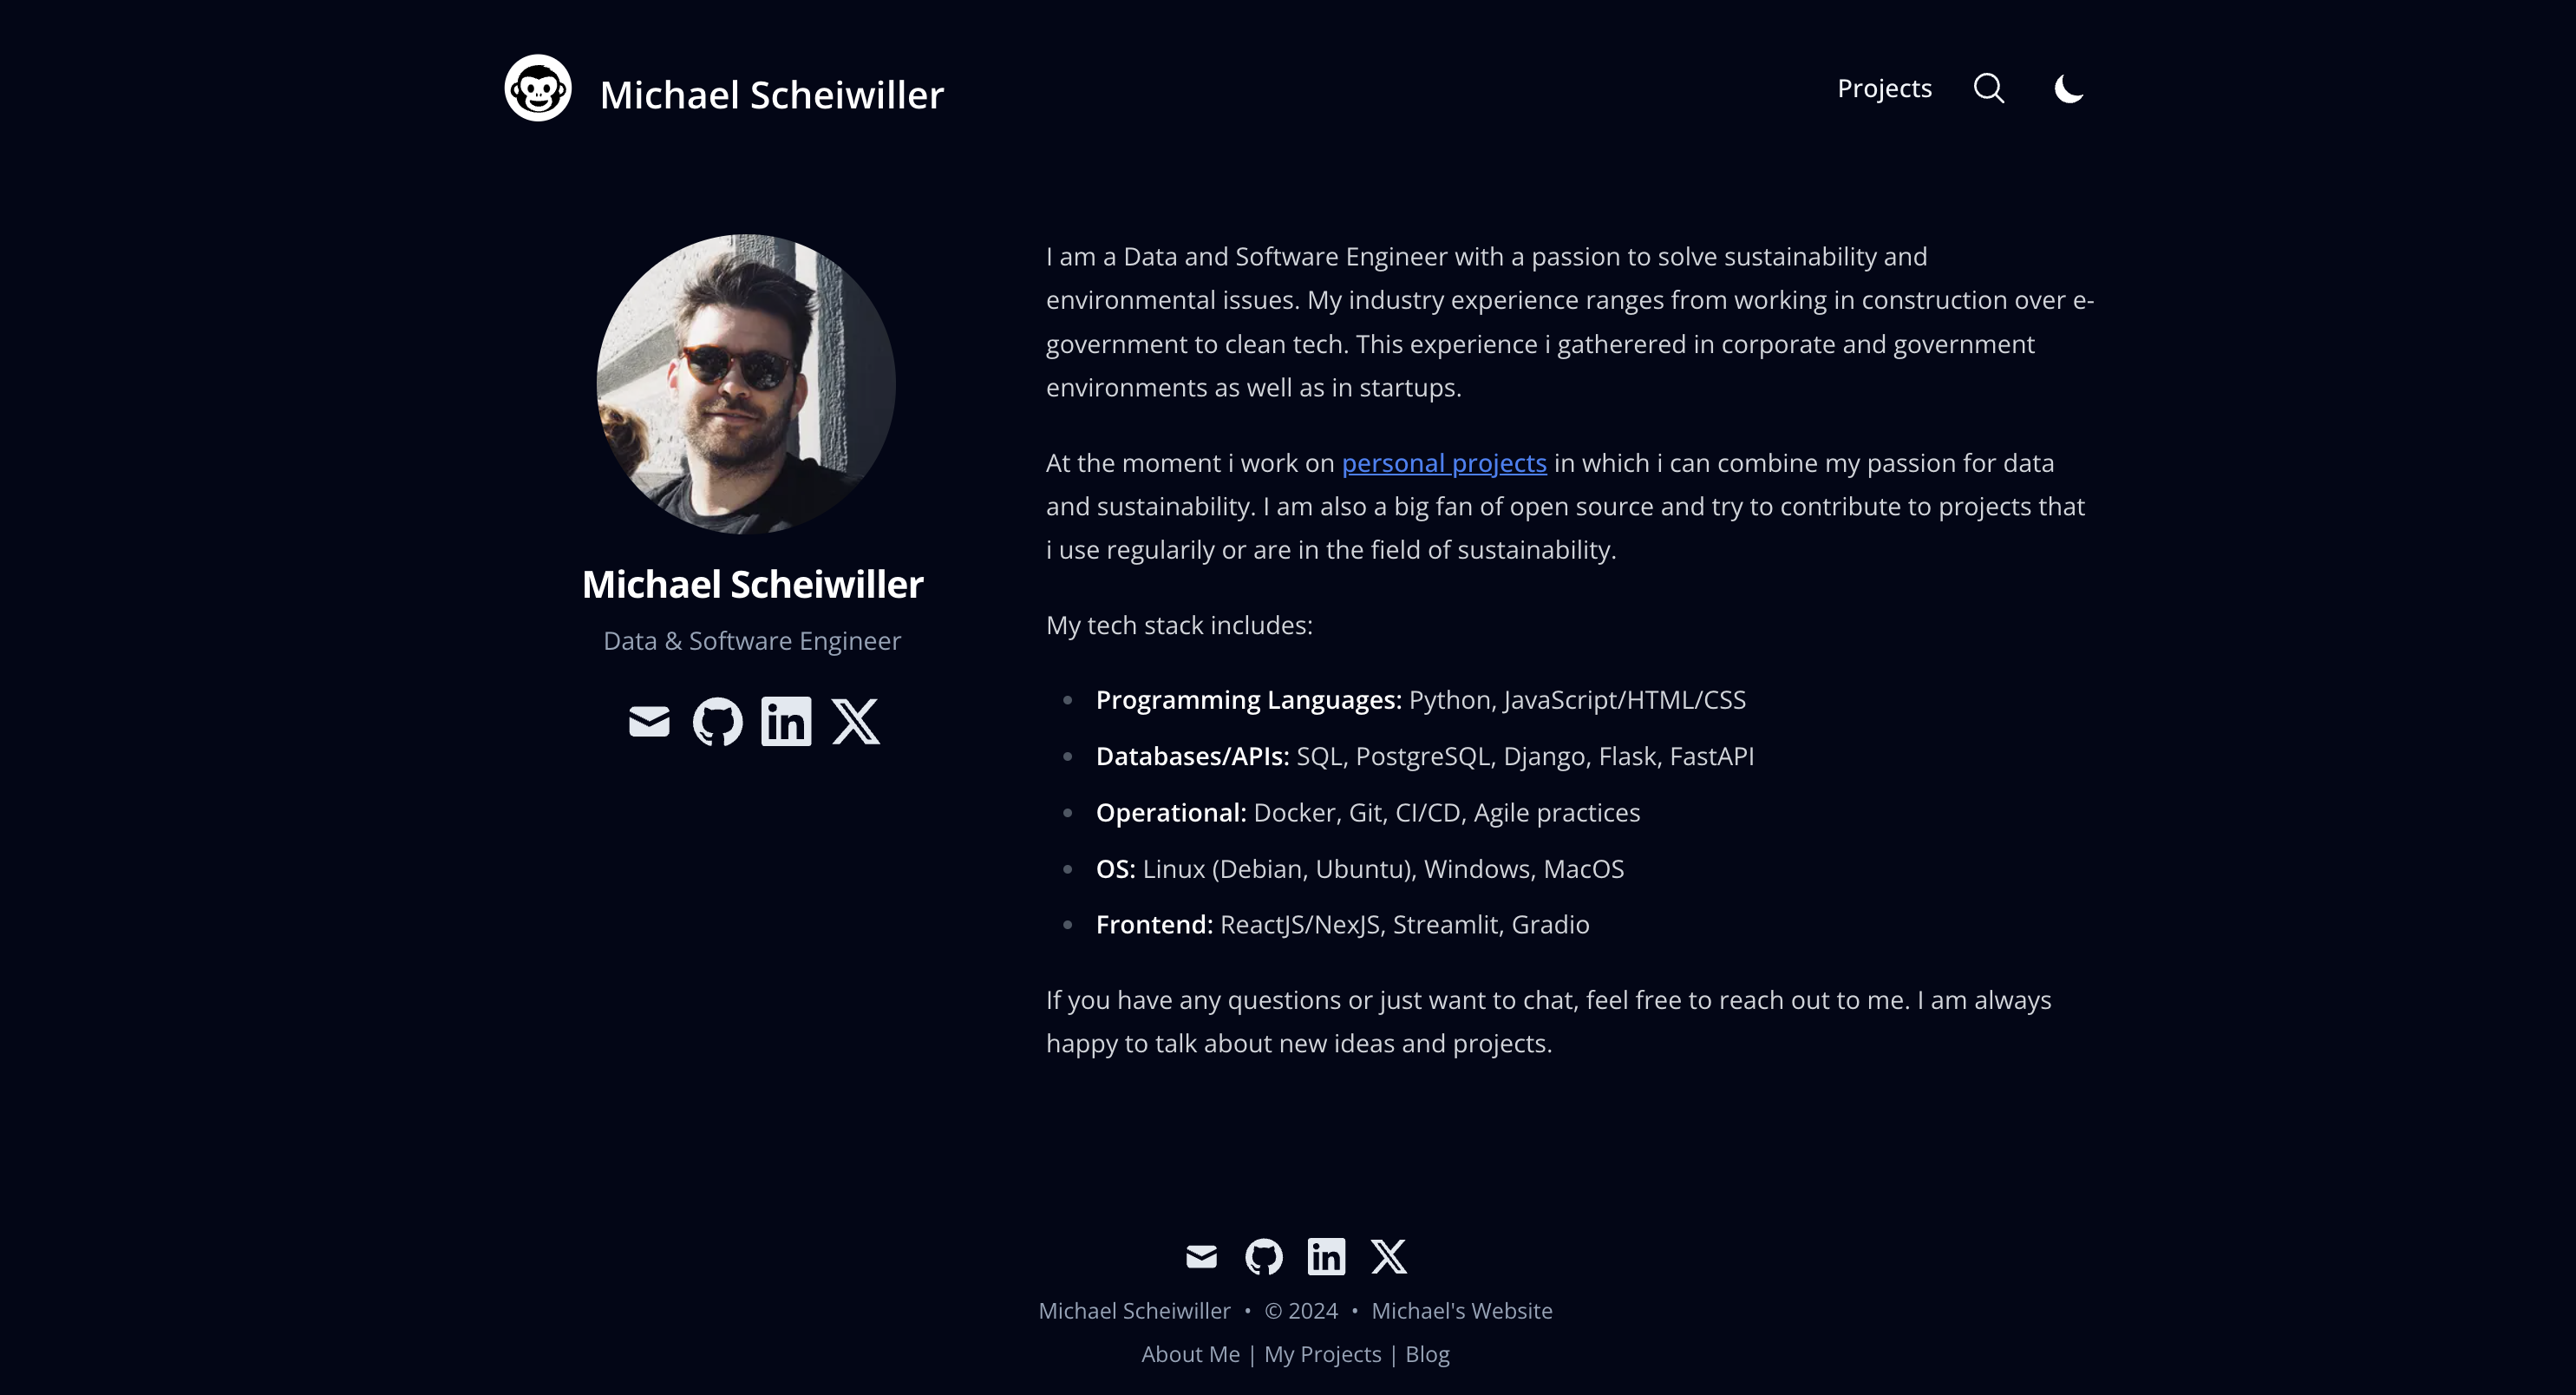 Michael Scheiwiller
Projects
Michael Scheiwiller
Data & Software Engineer
I am a Data and Software Engineer with a passion to solve sustainability and
environmental issues. My industry experience ranges from working in construction over e-
government to clean tech. This experience i gatherered in corporate and government
environments as well as in startups.
At the moment i work on personal projects in which i can combine my passion for data
and sustainability. I am also a big fan of open source and try to contribute to projects that
i use regularily or are in the field of sustainability.
My tech stack includes:
Programming Languages: Python, JavaScript/HTML/CSS
Databases/APIs: SQL, PostgreSQL, Django, Flask, FastAPI
Operational: Docker, Git, CI/CD, Agile practices
OS: Linux (Debian, Ubuntu), Windows, MacOS
Frontend: ReactJS/NexJS, Streamlit, Gradio
If you have any questions or just want to chat, feel free to reach out to me. I am always
happy to talk about new ideas and projects.
Michael Scheiwiller • © 2024 • Michael's Website
About Me | My Projects | Blog